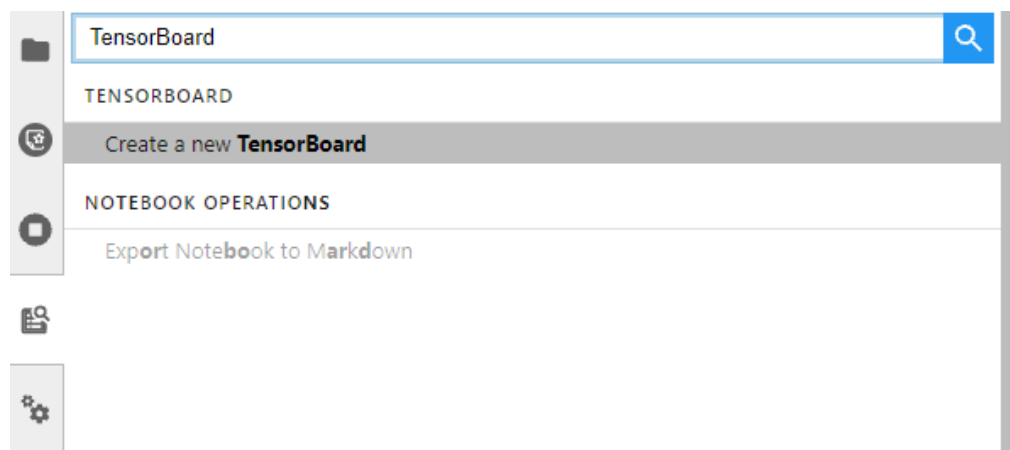 TensorBoard
TENSORBOARD
Create a new TensorBoard
NOTEBOOK OPERATIONS
Export Notebook to Markdown